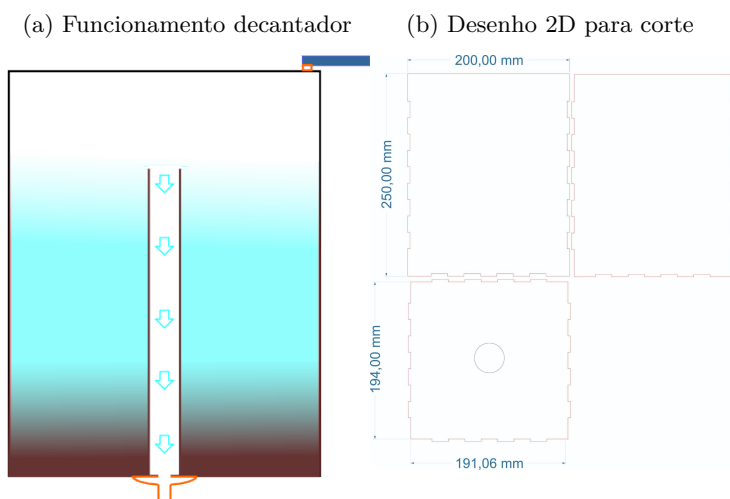 (a) Funcionamento decantador
(b) Desenho 2D para corte
200,00 mm
250,00 mm
194,00 mm
191,06 mm